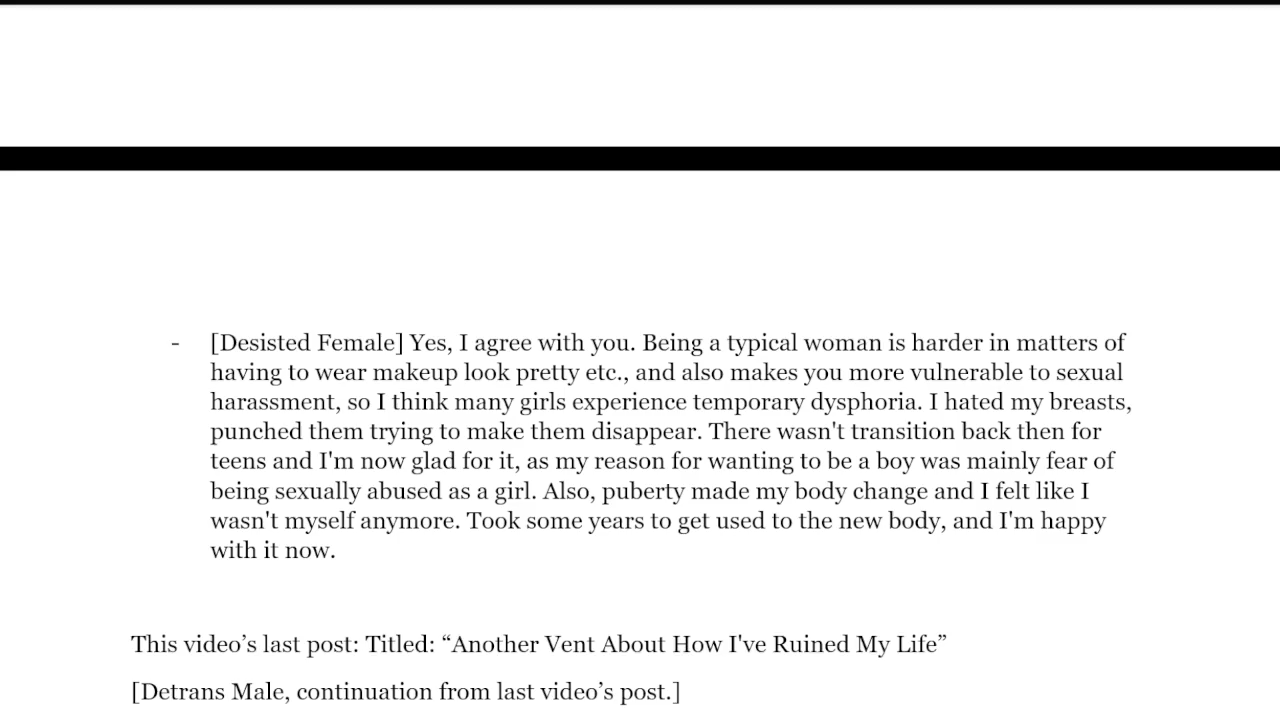 - [Desisted Female] Yes, I agree with you. Being a typical woman is harder in matters of
having to wear makeup look pretty etc., and also makes you more vulnerable to sexual
harassment, so I think many girls experience temporary dysphoria. I hated my breasts,
punched them trying to make them disappear. There wasn't transition back then for
teens and I'm now glad for it, as my reason for wanting to be a boy was mainly fear of
being sexually abused as a girl. Also, puberty made my body change and I felt like I
wasn't myself anymore. Took some years to get used to the new body, and I'm happy
with it now.
This video’s last post: Titled: “Another Vent About How I've Ruined My Life”
[Detrans Male, continuation from last video’s post.]